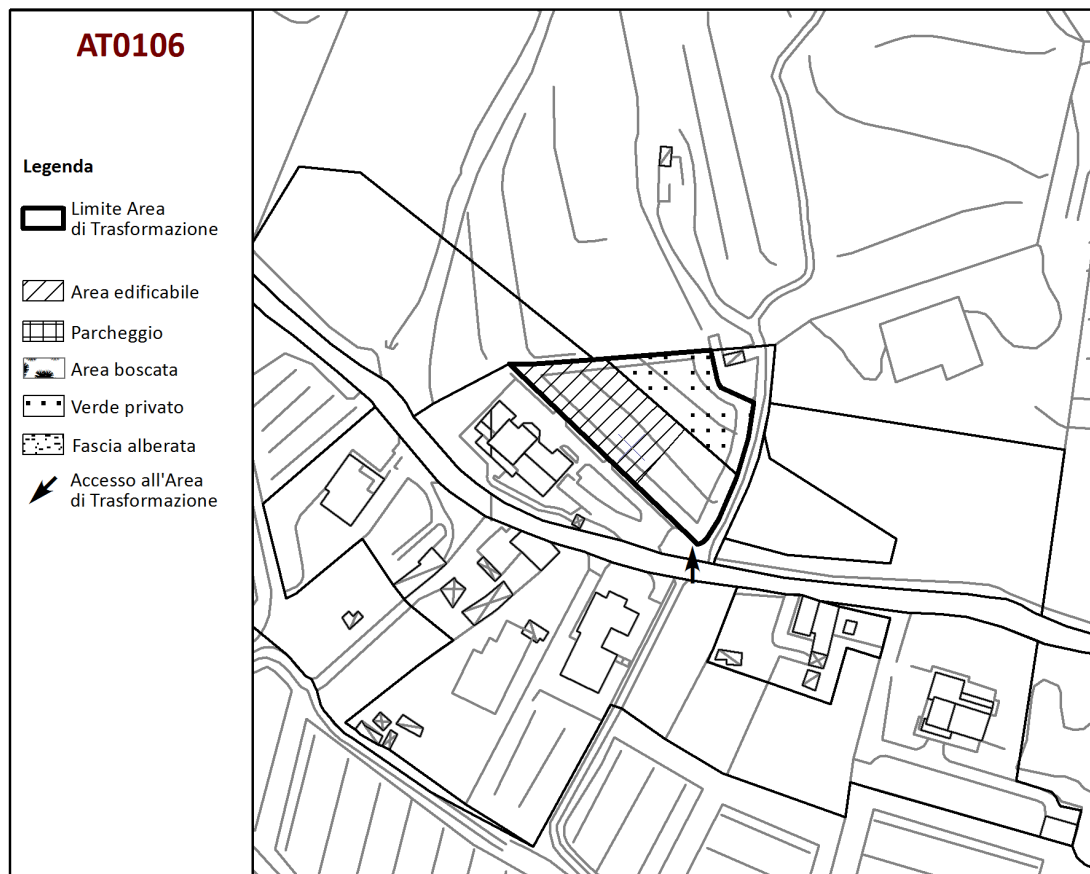 AT0106
Legenda
Limite Area
di Trasformazione
Area edificabile
Parcheggio
Area boscata
Verde privato
Fascia alberata
Accesso all'Area
di Trasformazione